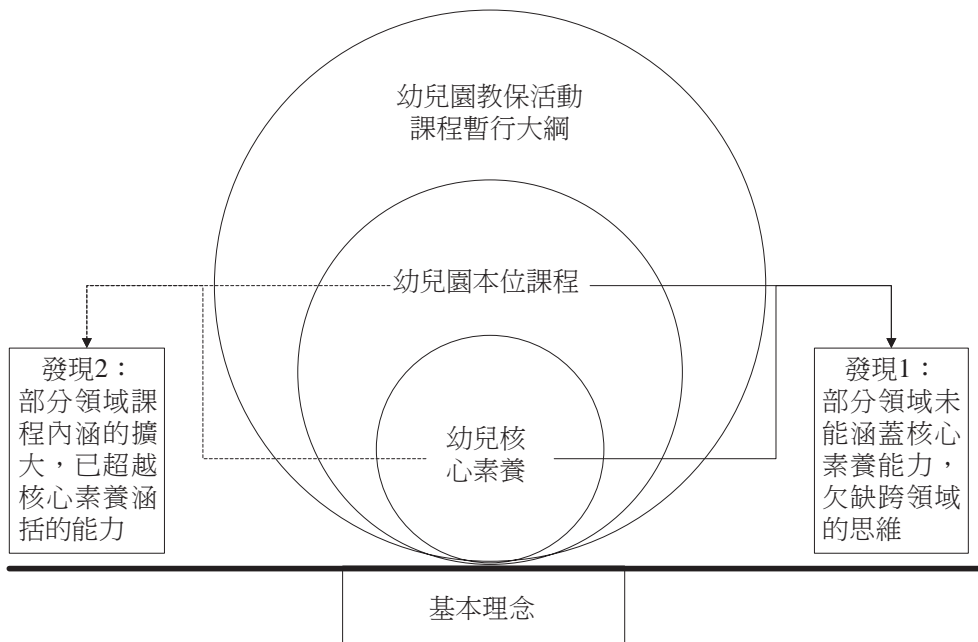 幼兒園教保活動
課程暫行大綱
幼兒園本位課程
幼兒核
心素養
發現2：
部分領域課
程內涵的擴
大，已超越
核心素養涵
括的能力
發現1：
部分領域未
能涵蓋核心
素養能力，
欠缺跨領域
的思維
基本理念